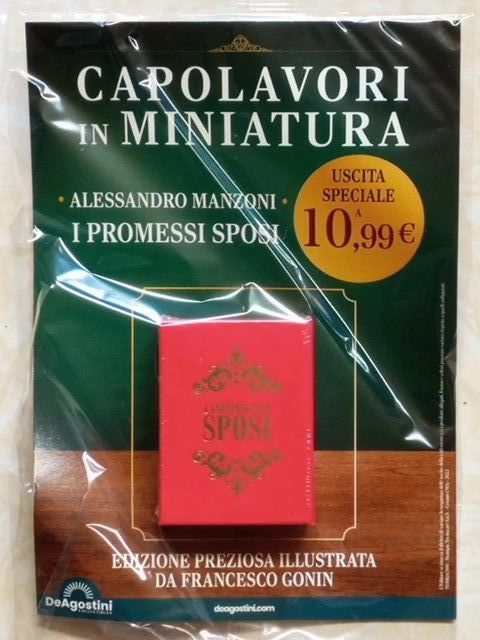 CAPOLAVORI
IN MINIATURA
USCITA
SPECIALE
A
10,99 €
• ALESSANDRO MANZONI •
I PROMESSI SPOSI
I PROMESSI
SPOSI
EDIZIONE PREZIOSA ILLUSTRATA
DA FRANCESCO GONIN
DeAgostini
deagostini.com